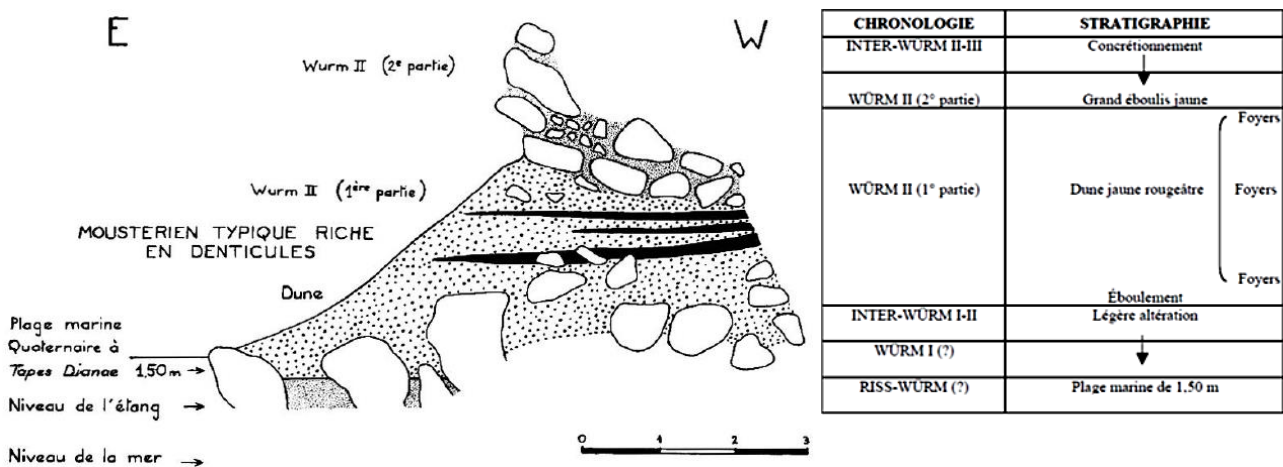 E
W
Wurm II (2e partie)
Wurm II (1ère partie)
MOUSTERIEN TYPIQUE RICHE
EN DENTICULES
Dune
Plage marine
Quaternaire à
Tapes Dianae 1,50 m →
Niveau de l'étang →
Niveau de la mer →
0 1 2 3
CHRONOLOGIE STRATIGRAPHIE
INTER-WÜRM II-III Concrétionnement
WÜRM II (2° partie) Grand éboulis jaune
Foyers
WÜRM II (1° partie) Dune jaune rougeâtre Foyers
Foyers
Éboulement
INTER-WÜRM I-II Légère altération
WÜRM I (?)
RISS-WÜRM (?) Plage marine de 1,50 m